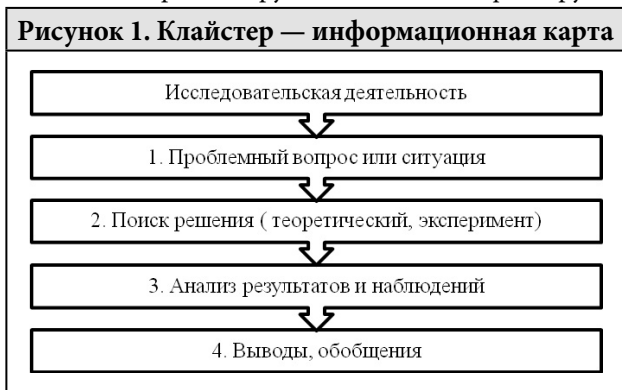 Рисунок 1. Клайстер — информационная карта
Исследовательская деятельность
1. Проблемный вопрос или ситуация
2. Поиск решения ( теоретический, эксперимент)
3. Анализ результатов и наблюдений
4. Выводы, обобщения